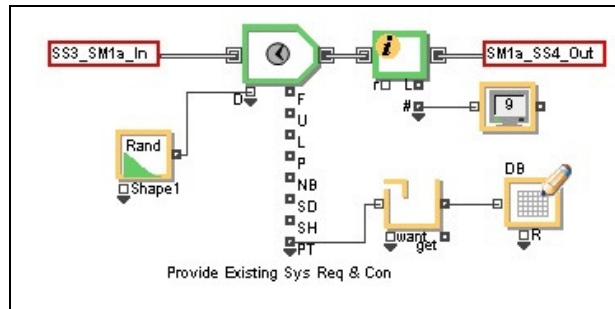 SS3_SM1a_In
SM1a_SS4_Out
i
r L
D
F
#
9
U
Rand
L
P
Shape1
NB
DB
SD
SH
want
get
R
PT
Provide Existing Sys Req & Con